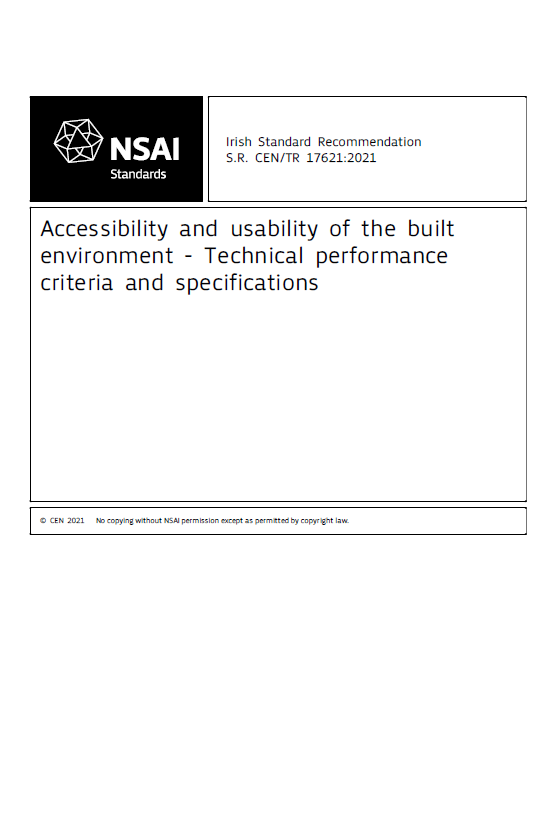 NSAI
Standards
Irish Standard Recommendation
S.R. CEN/TR 17621:2021
Accessibility and usability of the built
environment - Technical performance
criteria and specifications
© CEN 2021 No copying without NSAI permission except as permitted by copyright law.